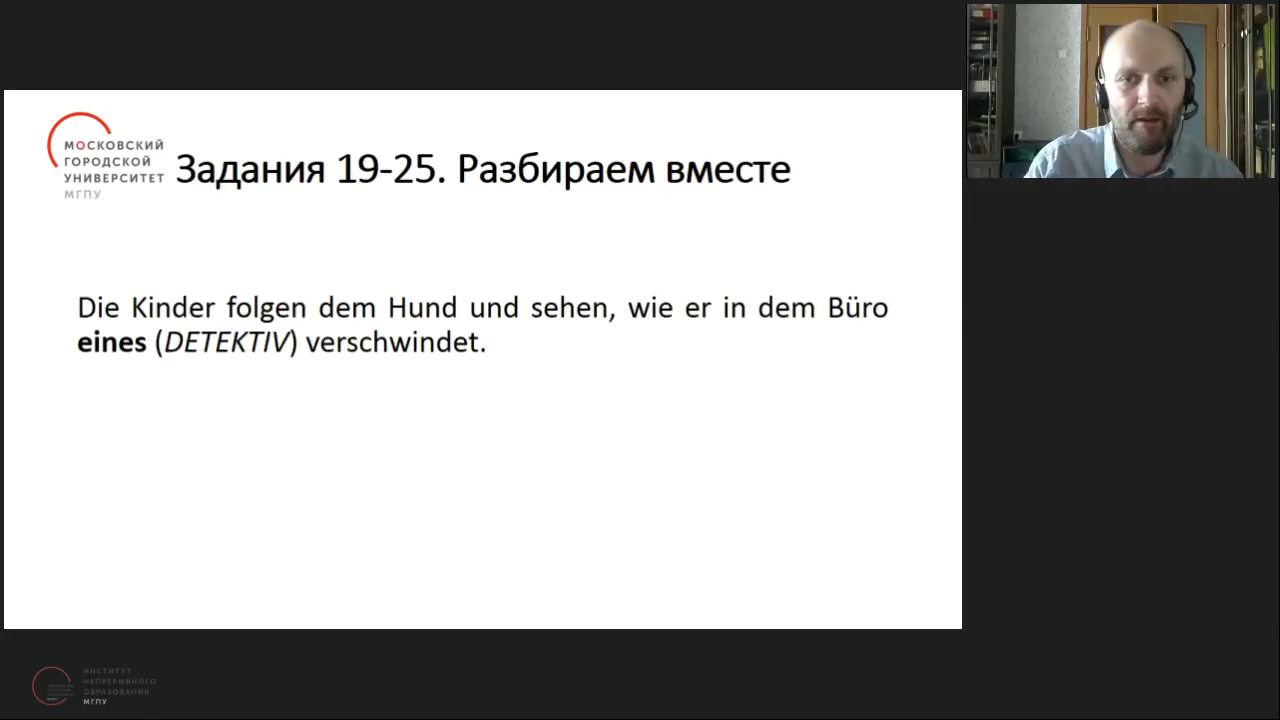 МОСКОВСКИЙ
ГОРОДСКОЙ
УНИВЕРСИТЕТ
МГПУ
Задания 19-25. Разбираем вместе
Die Kinder folgen dem Hund und sehen, wie er in dem Büro
eines (DETEKTIV) verschwindet.
ИНСТИТУТ
НЕПРЕРЫВНОГО
ОБРАЗОВАНИЯ
МГПУ